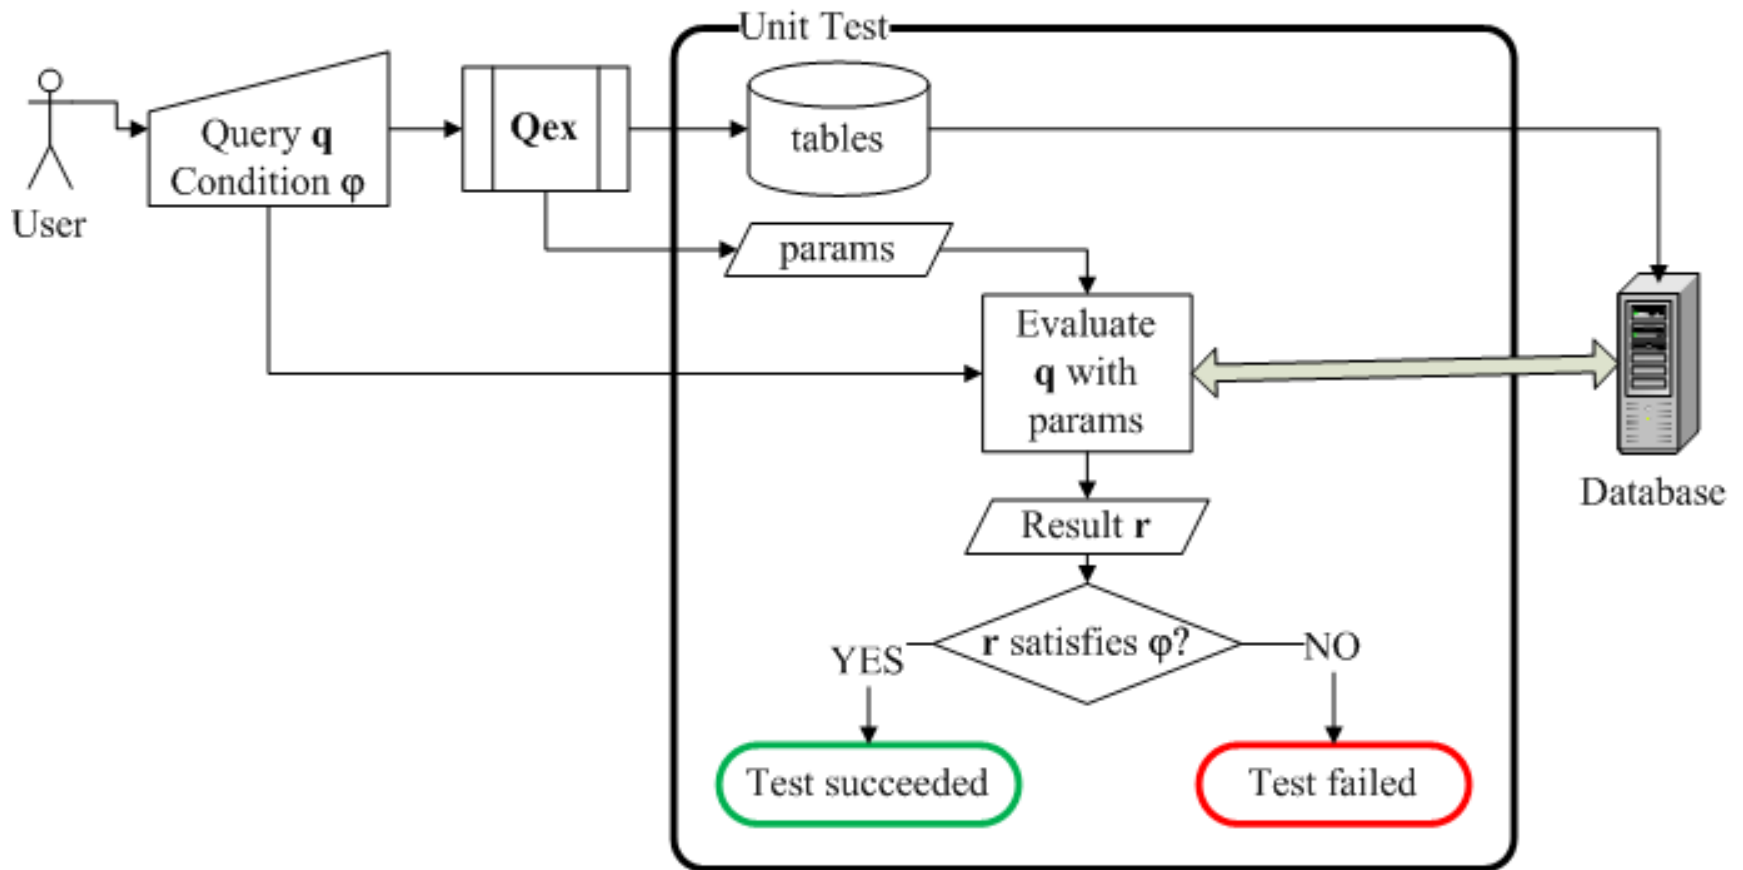 Unit Test
User
Query q
Condition φ
Qex
tables
params
Evaluate
q with
params
Database
Result r
r satisfies φ?
YES
NO
Test succeeded
Test failed